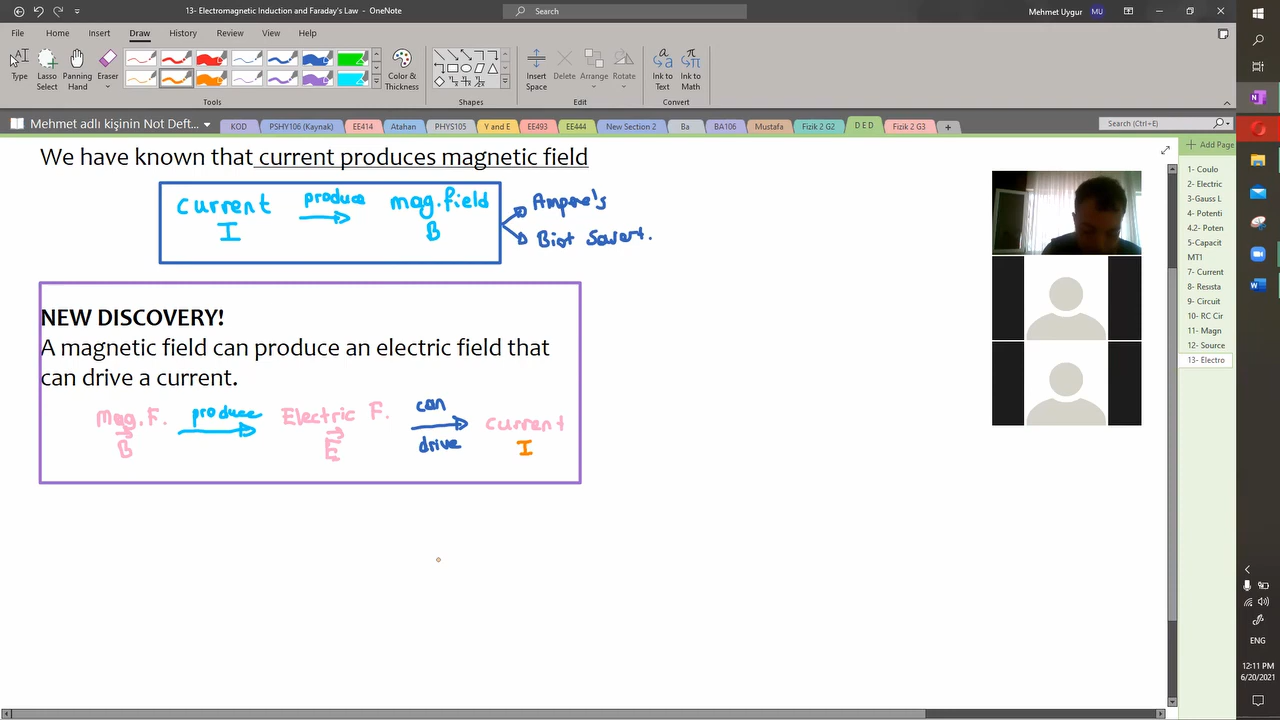 13- Electromagnetic Induction and Faraday's Law - OneNote
Search
Mehmet Uygur
MU
File Home Insert Draw History Review View Help
Type
Lasso Select
Panning Hand
Eraser
Color & Thickness
Insert Space
Delete
Arrange
Rotate
Ink to Text
Ink to Math
Tools
Shapes
Edit
Convert
Mehmet adlı kişinin Not Deft...
KOD PSHY106 (Kaynak) EE414 Atahan PHYS105 Y and E EE493 EE444 New Section 2 Ba BA106 Mustafa Fizik 2 G2 D E D Fizik 2 G3 +
Search (Ctrl+E)
Add Page
1- Coulo
2- Electric
3-Gauss L
4- Potenti
4.2- Poten
5-Capacit
MT1
7- Current
8- Resista
9- Circuit
10- RC Cir
11- Magn
12- Source
13- Electro
We have known that current produces magnetic field
current produce mag.field
I B
Ampere's
Biot Savart.
NEW DISCOVERY!
A magnetic field can produce an electric field that
can drive a current.
Mag. F. produce Electric F. can drive current
B E I
ENG
12:11 PM
6/20/2021